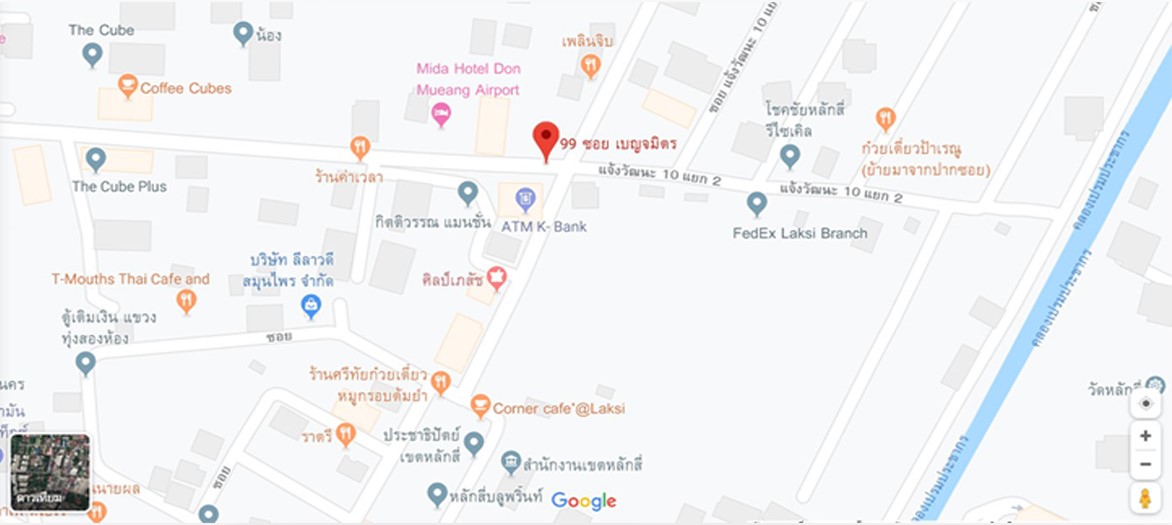 The Cube
น้อง
Coffee Cubes
เพลินจิบ
Mida Hotel Don
Mueang Airport
ซอย แจ้งวัฒนะ 10 แยก
โชคชัยหลักสี่
รีไซเคิล
ก๋วยเตี๋ยวป้าเรณู
(ย้ายมาจากปากซอย)
99 ซอย เบญจมิตร
แจ้งวัฒนะ 10 แยก 2
แจ้งวัฒนะ 10 แยก 2
ร้านค่าเวลา
The Cube Plus
กิตติวรรณ แมนชั่น
ATM K- Bank
FedEx Laksi Branch
คลองเปรมประชากร
คลองเปรมประชากร
บริษัท ลีลาวดี
สมุนไพร จำกัด
T-Mouths Thai Cafe and
ศิลป์เภสัช
ตู้เติมเงิน แขวง
ทุ่งสองห้อง
ซอย
ร้านศรีทัยก๋วยเตี๋ยว
หมูกรอบต้มยำ
Corner cafe'@Laksi
ราตรี
ประชาธิปัตย์
เขตหลักสี่
สำนักงานเขตหลักสี่
หลักสี่บลูพริ้นท์
ซอย
วัดหลักสี่
ดาวเทียม
Google